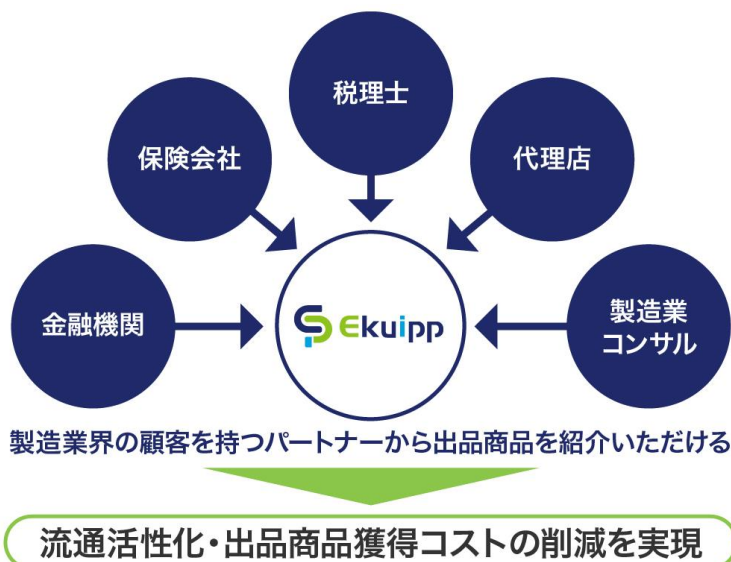 税理士
保険会社
代理店
金融機関
Ekuipp
製造業
コンサル
製造業界の顧客を持つパートナーから出品商品を紹介いただける
流通活性化・出品商品獲得コストの削減を実現